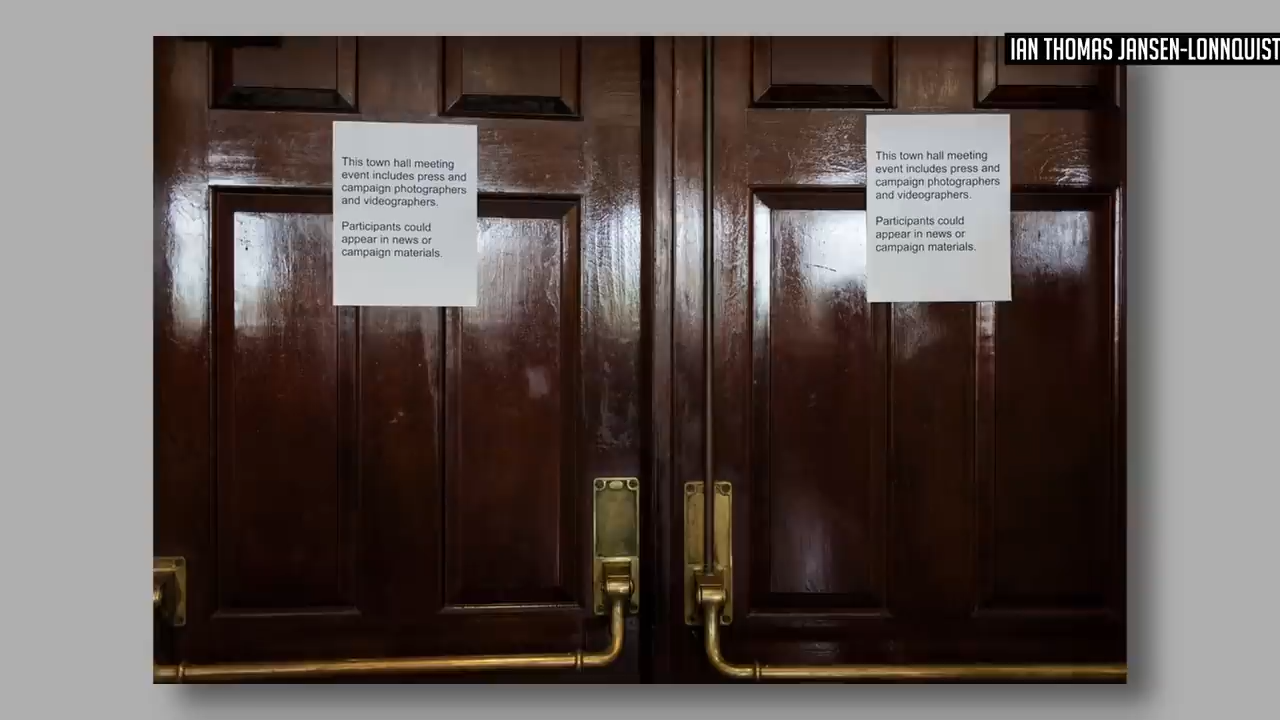 IAN THOMAS JANSEN-LONNQUIST
This town hall meeting
event includes press and
campaign photographers
and videographers.
Participants could
appear in news or
campaign materials.
This town hall meeting
event includes press and
campaign photographers
and videographers.
Participants could
appear in news or
campaign materials.